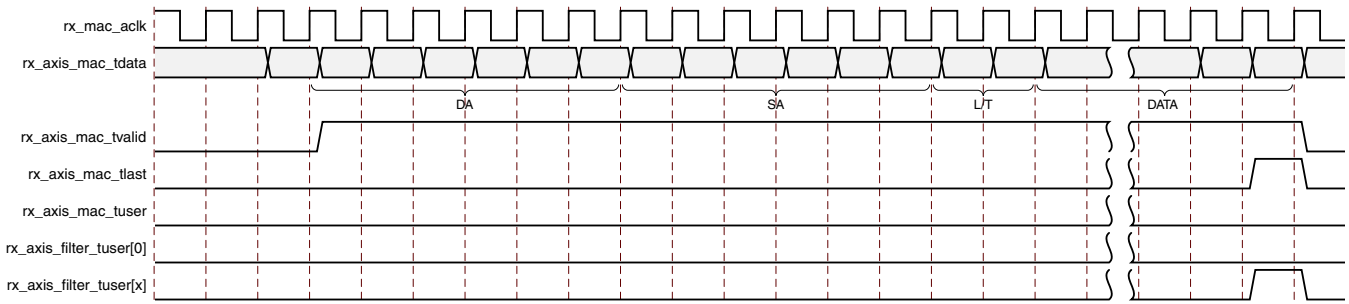 rx_mac_aclk
rx_axis_mac_tdata
DA SA L/T DATA
rx_axis_mac_tvalid
rx_axis_mac_tlast
rx_axis_mac_tuser
rx_axis_filter_tuser[0]
rx_axis_filter_tuser[x]